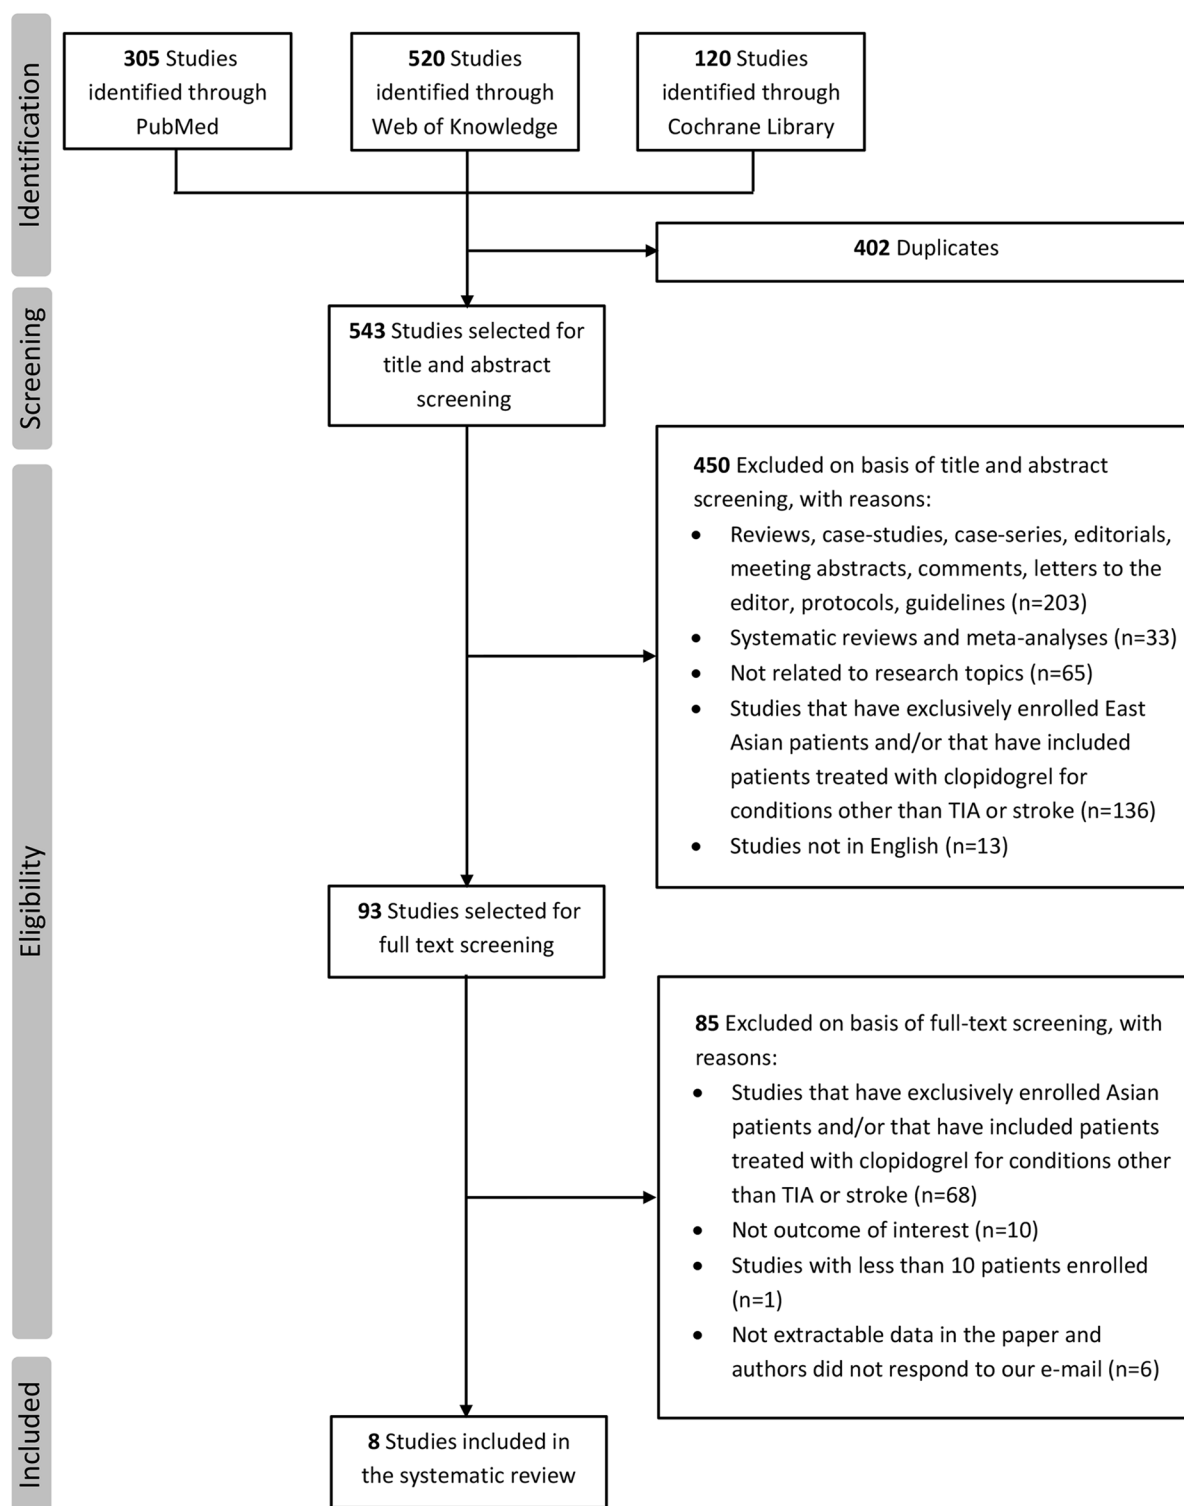 Identification
305 Studies
identified through
PubMed
520 Studies
identified through
Web of Knowledge
120 Studies
identified through
Cochrane Library
402 Duplicates
Screening
543 Studies selected for
title and abstract
screening
Eligibility
450 Excluded on basis of title and abstract
screening, with reasons:
• Reviews, case-studies, case-series, editorials,
meeting abstracts, comments, letters to the
editor, protocols, guidelines (n=203)
• Systematic reviews and meta-analyses (n=33)
• Not related to research topics (n=65)
• Studies that have exclusively enrolled East
Asian patients and/or that have included
patients treated with clopidogrel for
conditions other than TIA or stroke (n=136)
• Studies not in English (n=13)
93 Studies selected for
full text screening
85 Excluded on basis of full-text screening, with
reasons:
• Studies that have exclusively enrolled Asian
patients and/or that have included patients
treated with clopidogrel for conditions other
than TIA or stroke (n=68)
• Not outcome of interest (n=10)
• Studies with less than 10 patients enrolled
(n=1)
• Not extractable data in the paper and
authors did not respond to our e-mail (n=6)
Included
8 Studies included in
the systematic review